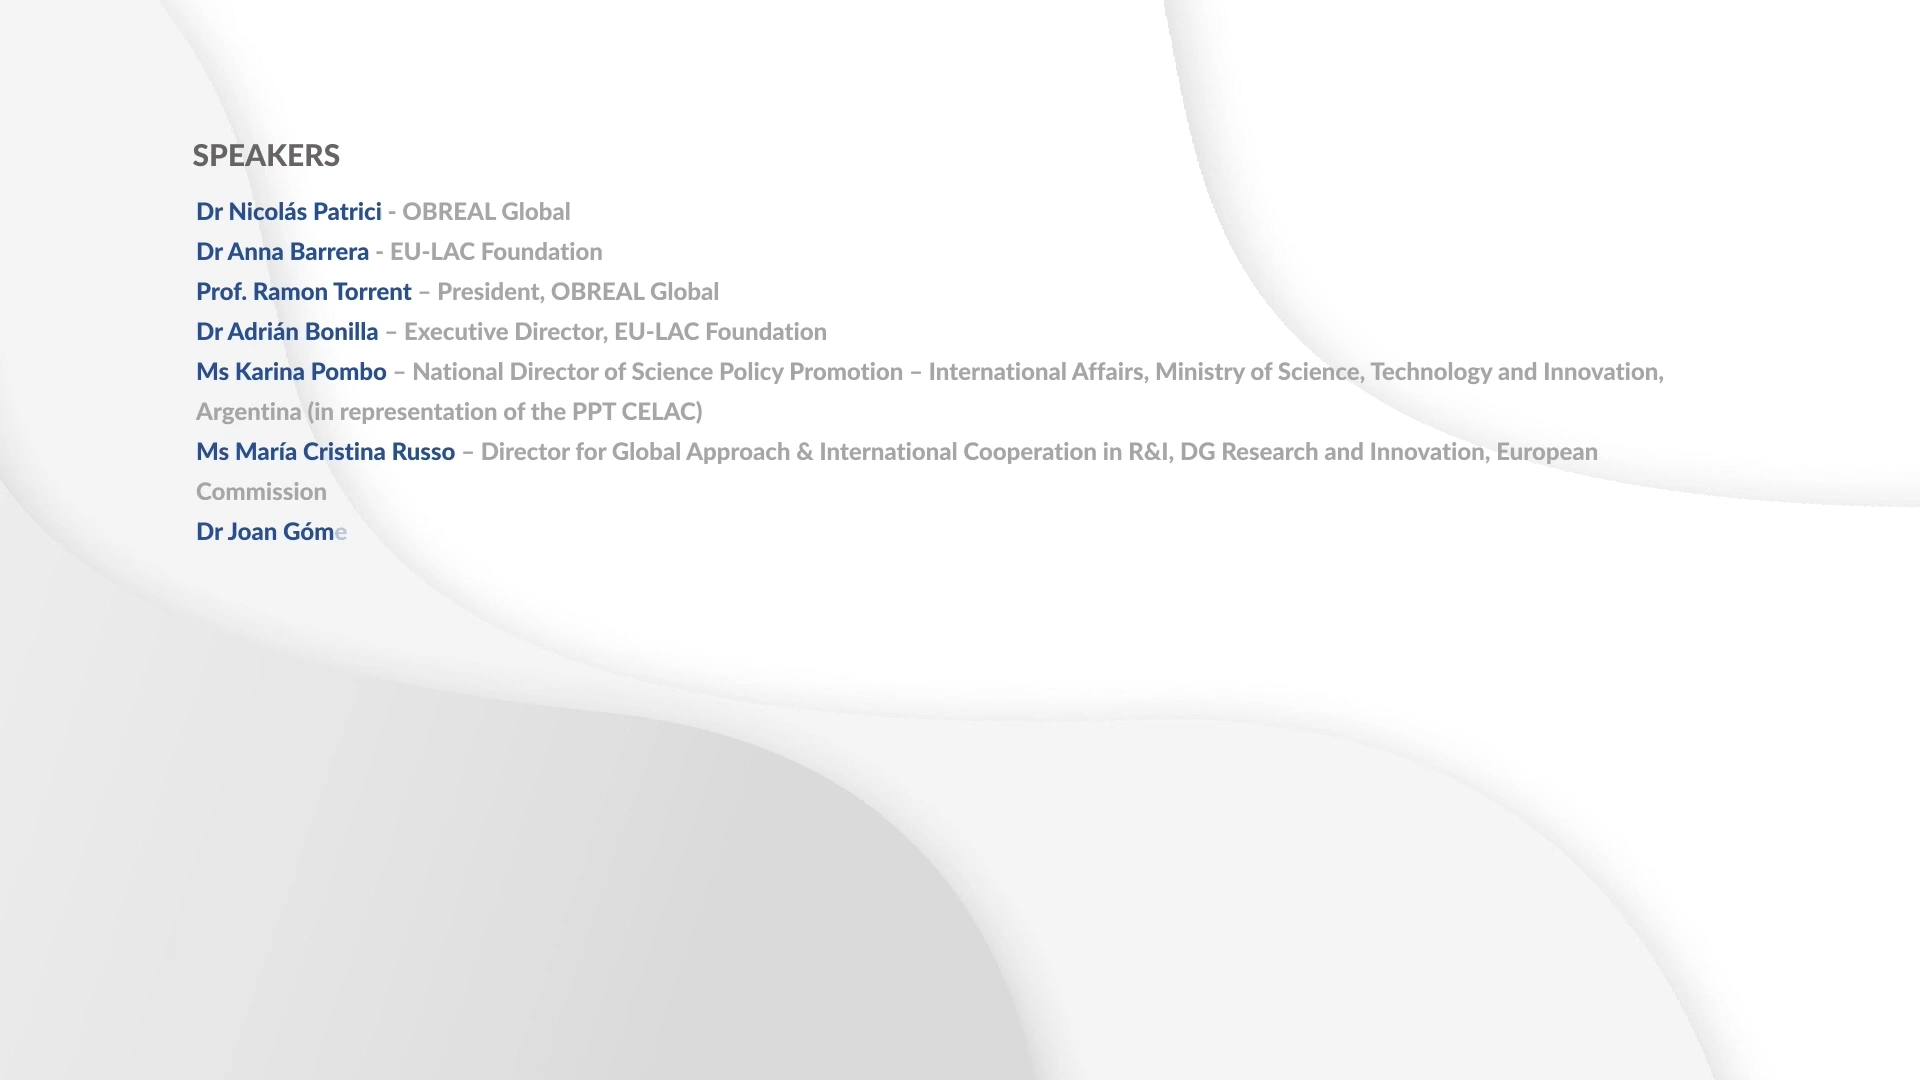 SPEAKERS
Dr Nicolás Patrici - OBREAL Global
Dr Anna Barrera - EU-LAC Foundation
Prof. Ramon Torrent – President, OBREAL Global
Dr Adrián Bonilla – Executive Director, EU-LAC Foundation
Ms Karina Pombo – National Director of Science Policy Promotion – International Affairs, Ministry of Science, Technology and Innovation,
Argentina (in representation of the PPT CELAC)
Ms María Cristina Russo – Director for Global Approach & International Cooperation in R&I, DG Research and Innovation, European
Commission
Dr Joan Góme